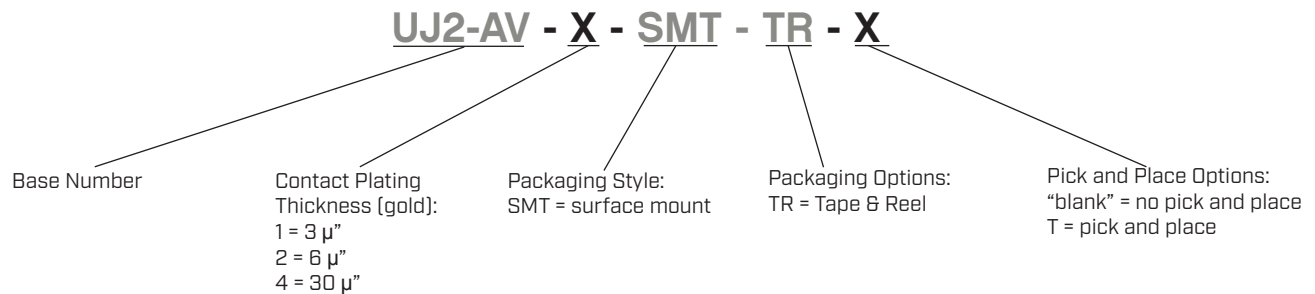 UJ2-AV - X - SMT - TR - X
Base Number
Contact Plating
Thickness (gold):
1 = 3 µ”
2 = 6 µ”
4 = 30 µ”
Packaging Style:
SMT = surface mount
Packaging Options:
TR = Tape & Reel
Pick and Place Options:
“blank” = no pick and place
T = pick and place